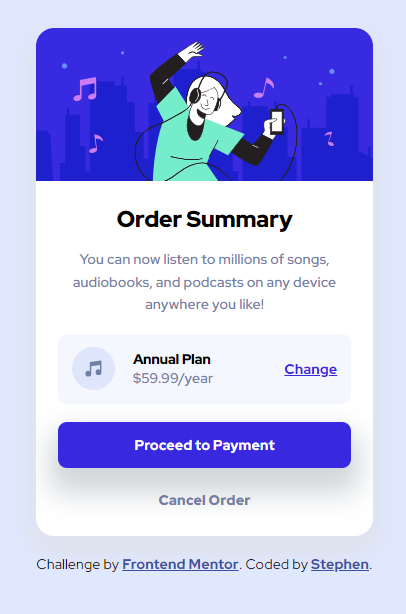 Order Summary
You can now listen to millions of songs,
audiobooks, and podcasts on any device
anywhere you like!
Annual Plan
$59.99/year
Change
Proceed to Payment
Cancel Order
Challenge by Frontend Mentor. Coded by Stephen.